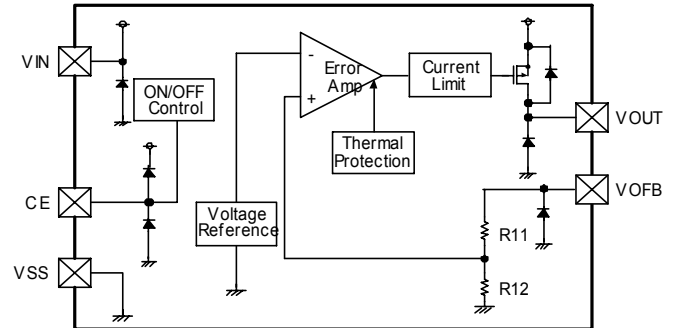 VIN
ON/OFF
Control
CE
VSS
Voltage
Reference
-
+
Error
Amp
Thermal
Protection
Current
Limit
VOUT
VOFB
R11
R12